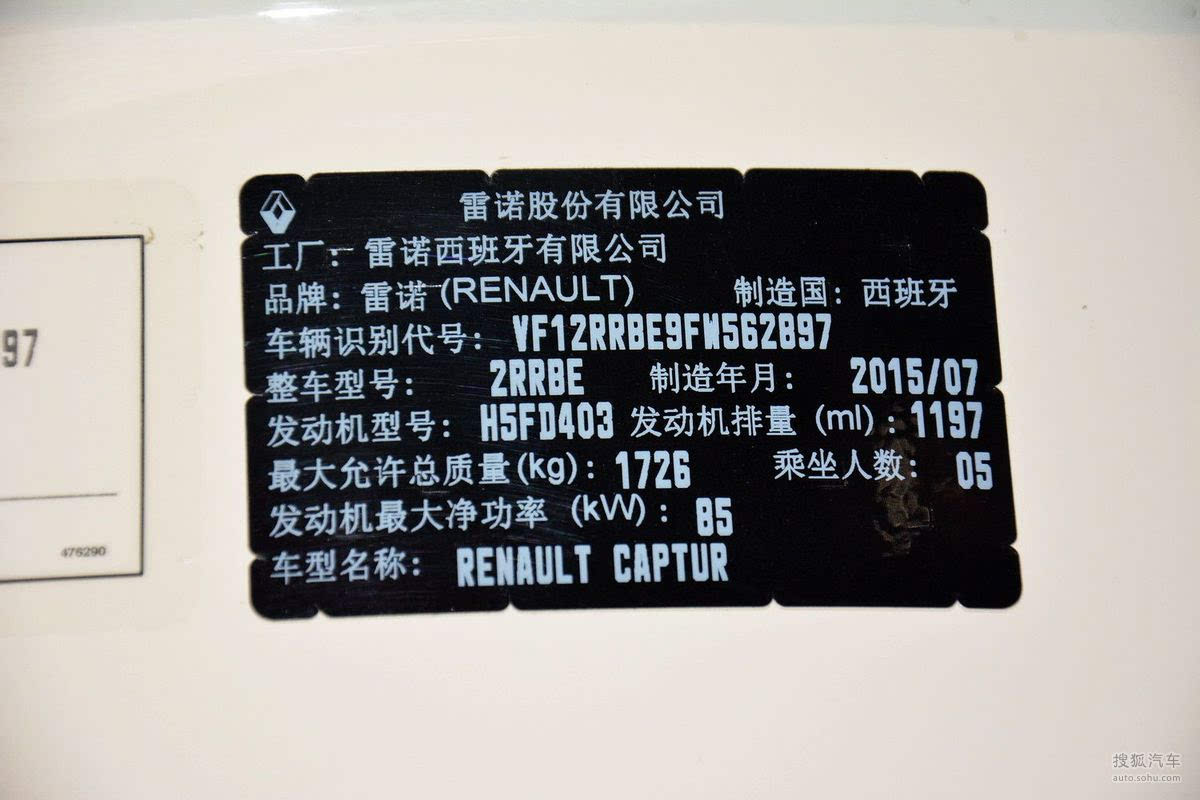 雷诺股份有限公司
工厂: 雷诺西班牙有限公司
品牌: 雷诺 (RENAULT) 制造国: 西班牙
车辆识别代号: VF12RRBE9FW562897
整车型号: 2RRBE 制造年月: 2015/07
发动机型号: H5FD403 发动机排量 (ml) : 1197
最大允许总质量(kg): 1726 乘坐人数: 05
发动机最大净功率 (kW) : 85
车型名称: RENAULT CAPTUR
97
476290
搜狐汽车
auto.sohu.com